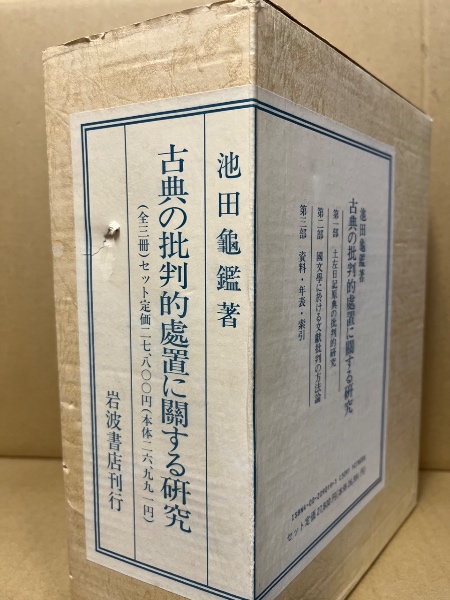 池田龜鑑著
古典の批判的處置に關する研究
(全三冊)セット定価二七、八〇〇円(本体二六、九九一円)
岩波書店刊行
池田龜鑑著
古典の批判的處置に關する研究
第一部 土左日記原典の批判的研究
第二部 國文學に於ける文獻批判の方法論
第三部 資料・年表・索引